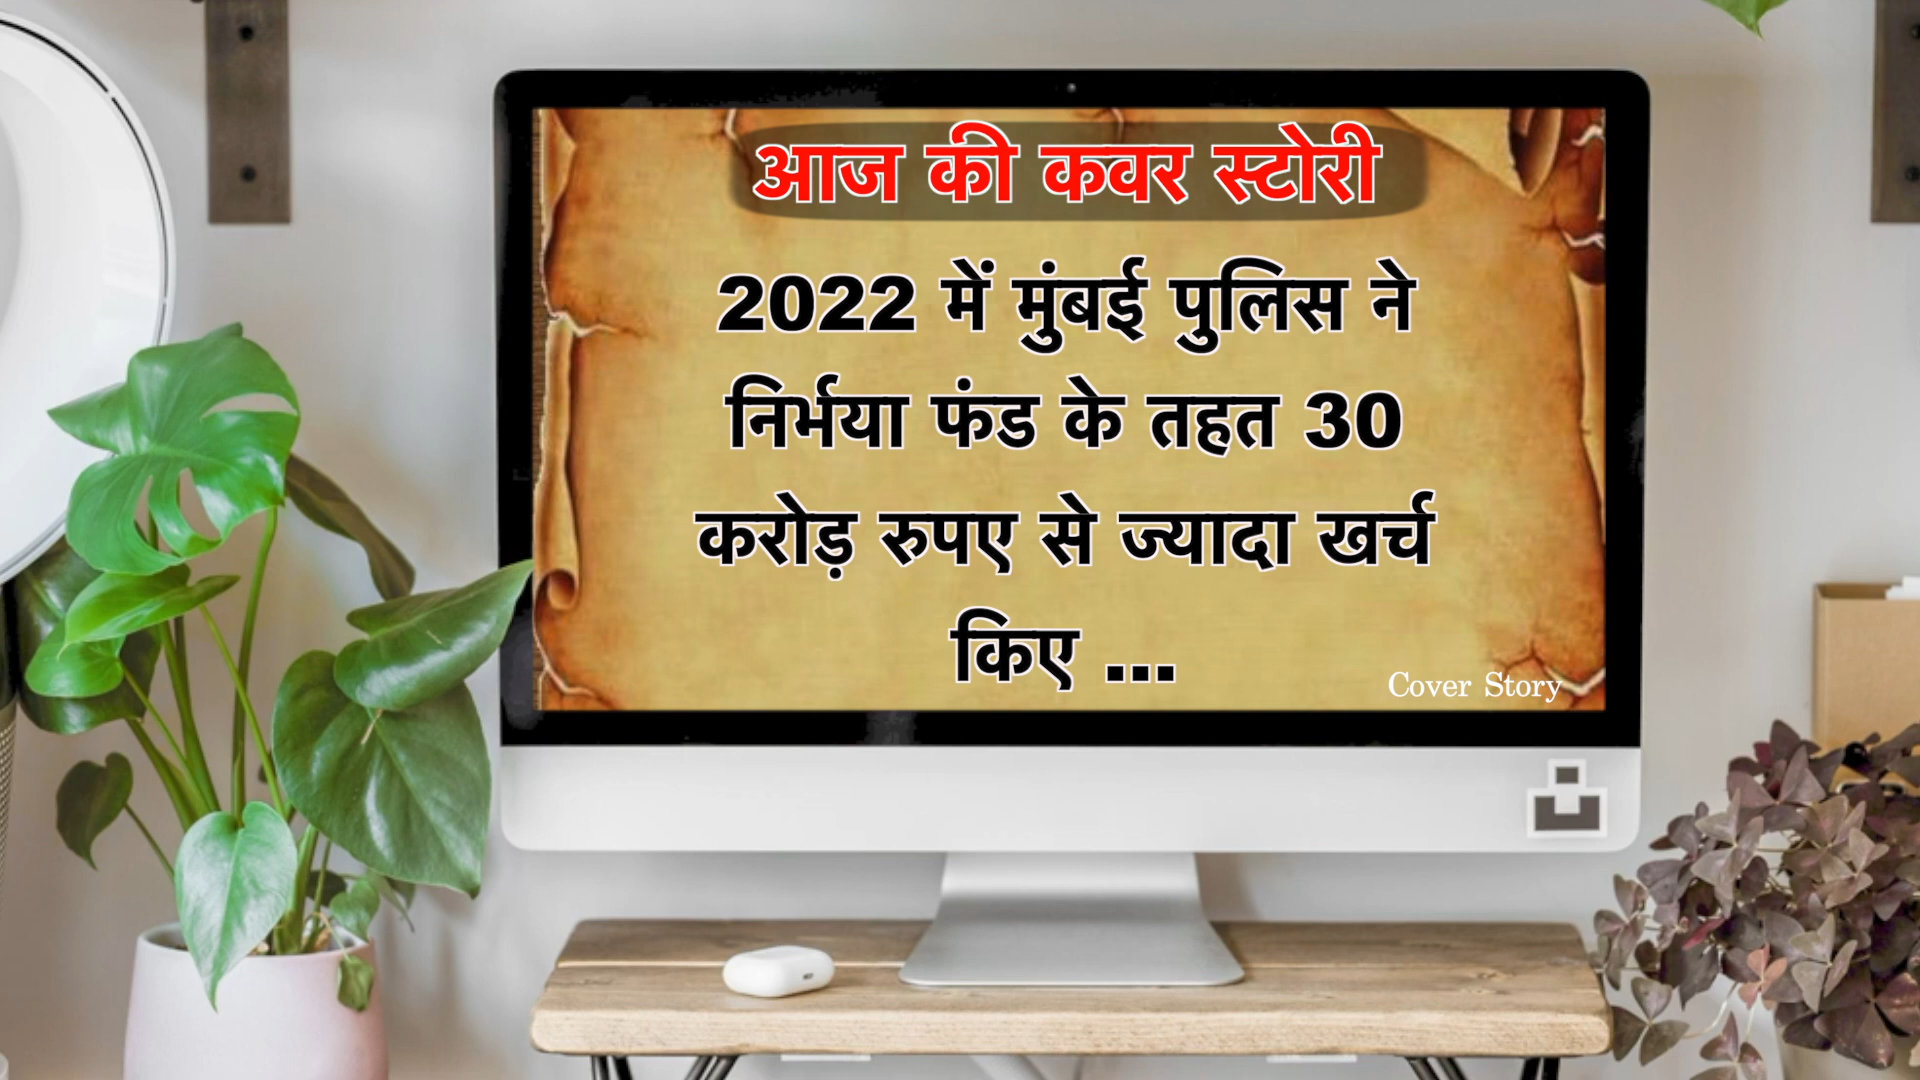 आज की कवर स्टोरी
2022 में मुंबई पुलिस ने
निर्भया फंड के तहत 30
करोड़ रुपए से ज्यादा खर्च
किए ...
Cover Story